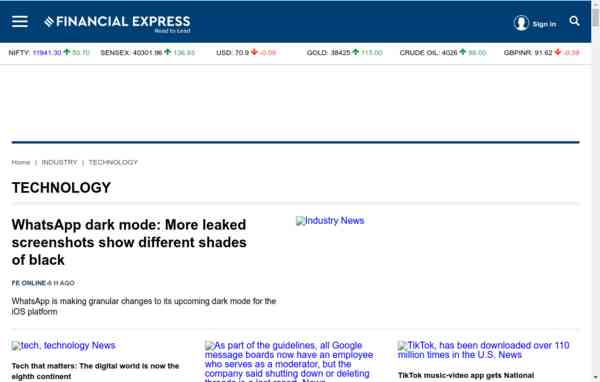 FINANCIAL EXPRESS
Read to Lead
Sign in
NIFTY: 11941.30 50.70 SENSEX: 40301.96 136.93 USD: 70.9 -0.09 GOLD: 38425 115.00 CRUDE OIL: 4026 88.00 GBPINR: 91.62 -0.39
Home | INDUSTRY | TECHNOLOGY
TECHNOLOGY
WhatsApp dark mode: More leaked
screenshots show different shades
of black
FE ONLINE-6 H AGO
WhatsApp is making granular changes to its upcoming dark mode for the
iOS platform
Industry News
tech, technology News
Tech that matters: The digital world is now the
eighth continent
As part of the guidelines, all Google
message boards now have an employee
who serves as a moderator, but the
company said shutting down or deleting
threads is a last resort. News
TikTok, has been downloaded over 110
million times in the U.S. News
TikTok music-video app gets National